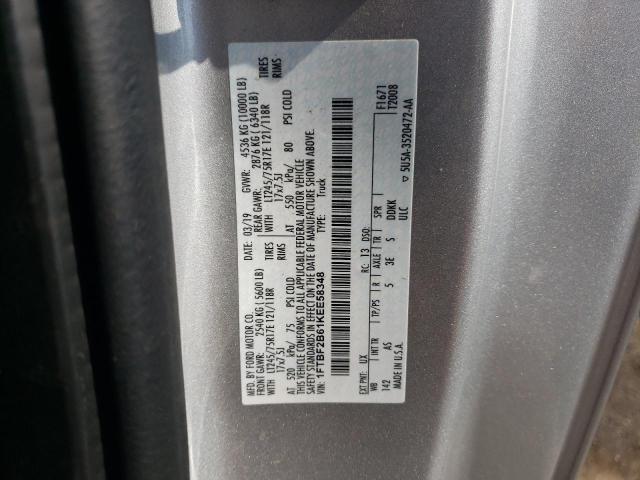 MFD. BY FORD MOTOR CO. 03/19 GVWR: 4536 KG (10000 LB)
FRONT GAWR: 2540 KG ( 5600 LB) REAR GAWR: 2876 KG ( 6340 LB)
WITH LT245/75R17E 121/118R TIRES WITH LT245/75R17E 121/118R TIRES
17x7.5J RIMS 17x7.5J RIMS
AT 520 kPa/ 75 PSI COLD AT 550 kPa/ 80 PSI COLD
THIS VEHICLE CONFORMS TO ALL APPLICABLE FEDERAL MOTOR VEHICLE
SAFETY STANDARDS IN EFFECT ON THE DATE OF MANUFACTURE SHOWN ABOVE.
VIN: 1FTBF2B61KEE58348 TYPE: Truck
F1671
T2008
EXT PNT: UX RC: 13 DSO:
WB INT TR TP/PS R AXLE TR SPR
142 AS 5 3E S DDKK
MADE IN U.S.A. ULC
5U5A-3520472-AA